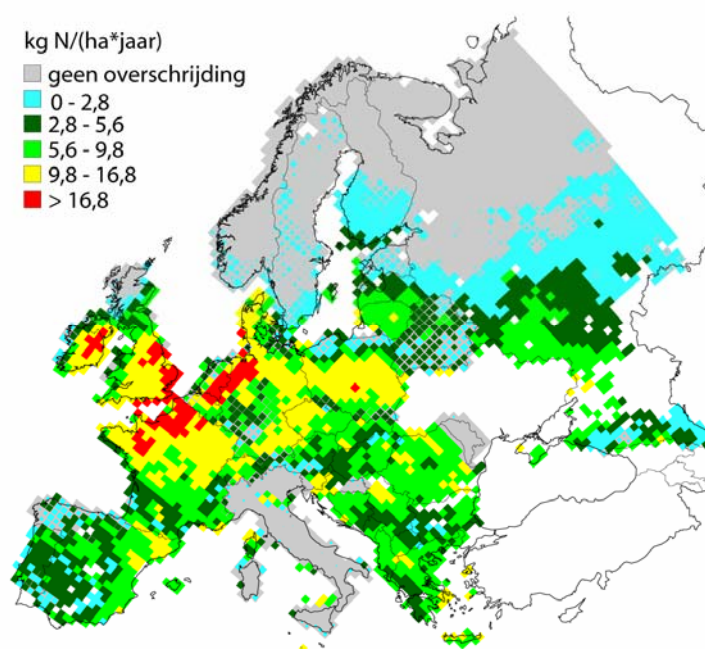 kg N/(ha*jaar)
geen overschrijding
0 - 2,8
2,8 - 5,6
5,6 - 9,8
9,8 - 16,8
> 16,8